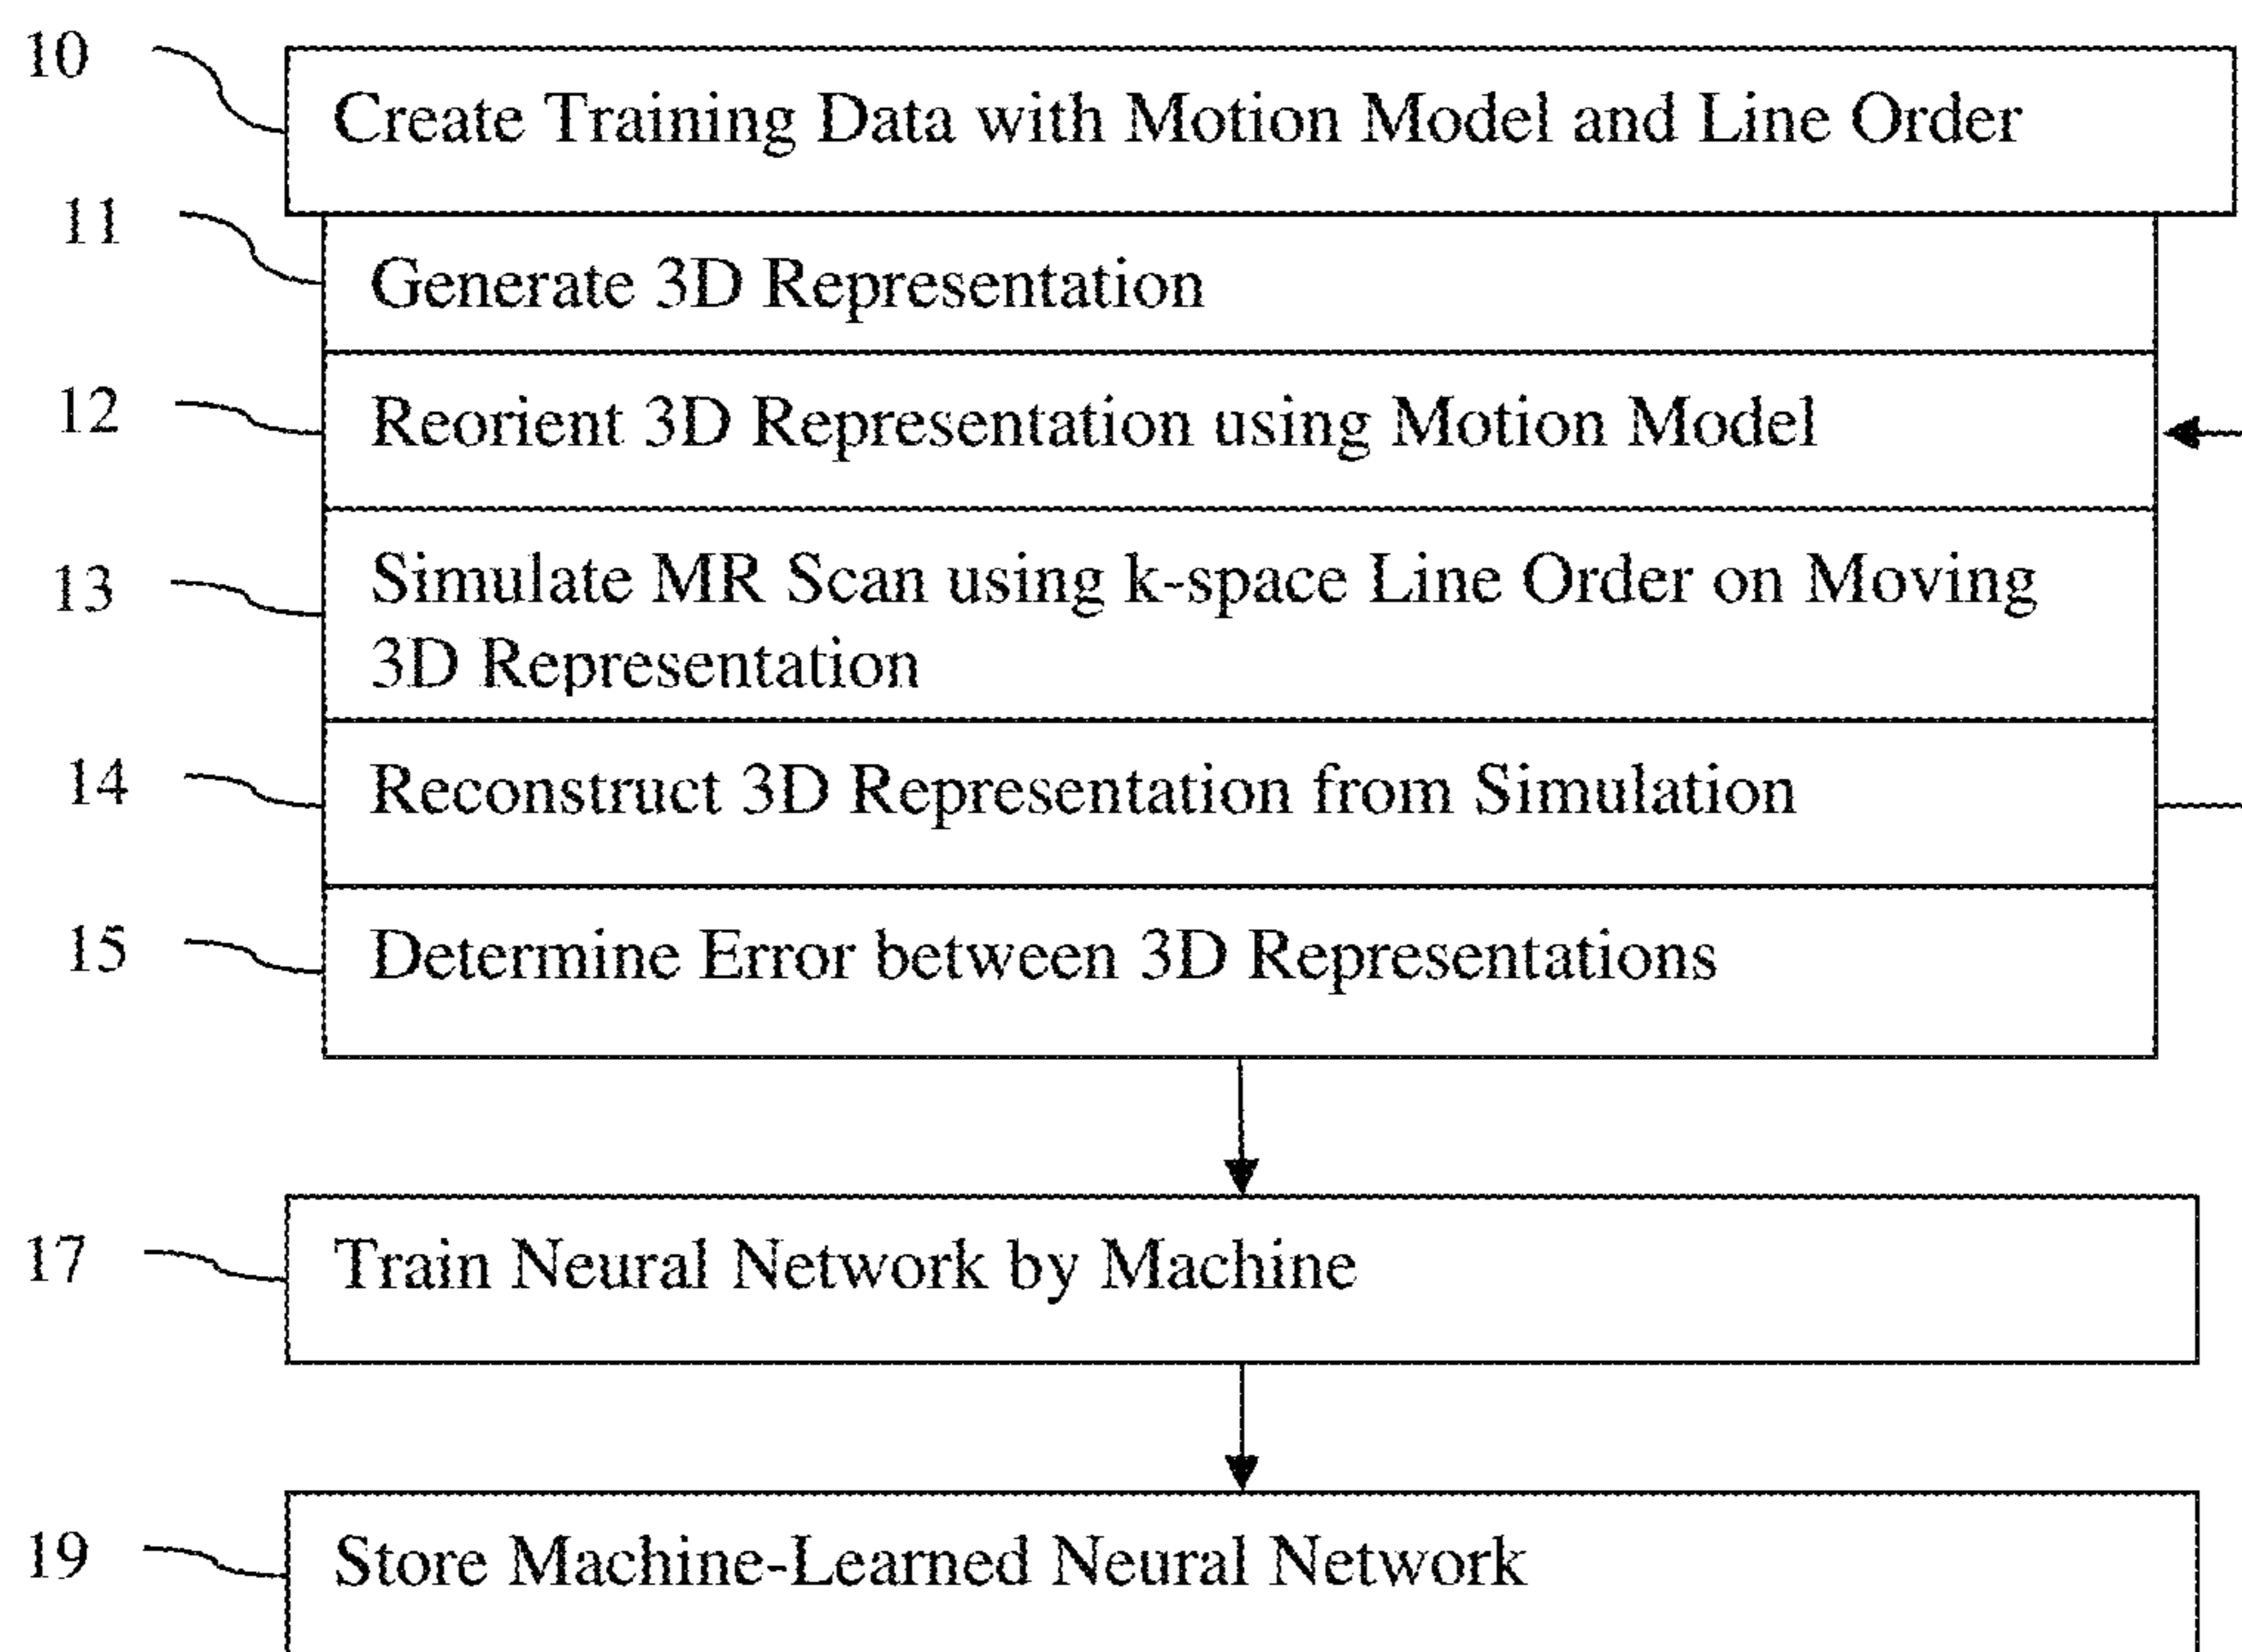 10
Create Training Data with Motion Model and Line Order
11
Generate 3D Representation
12
Reorient 3D Representation using Motion Model
13
Simulate MR Scan using k-space Line Order on Moving
3D Representation
14
Reconstruct 3D Representation from Simulation
15
Determine Error between 3D Representations
17
Train Neural Network by Machine
19
Store Machine-Learned Neural Network